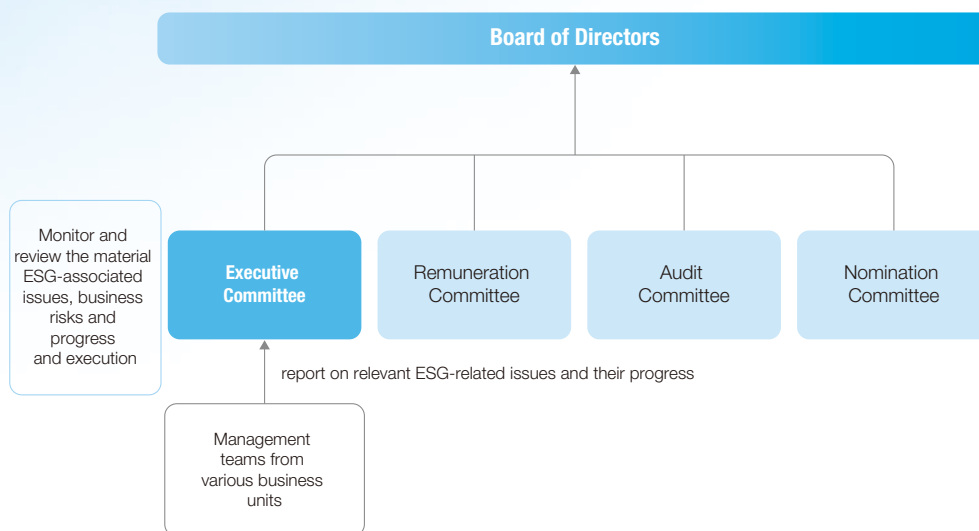 Board of Directors
Monitor and
review the material
ESG-associated
issues, business
risks and
progress
and execution
Executive
Committee
Remuneration
Committee
Audit
Committee
Nomination
Committee
report on relevant ESG-related issues and their progress
Management
teams from
various business
units